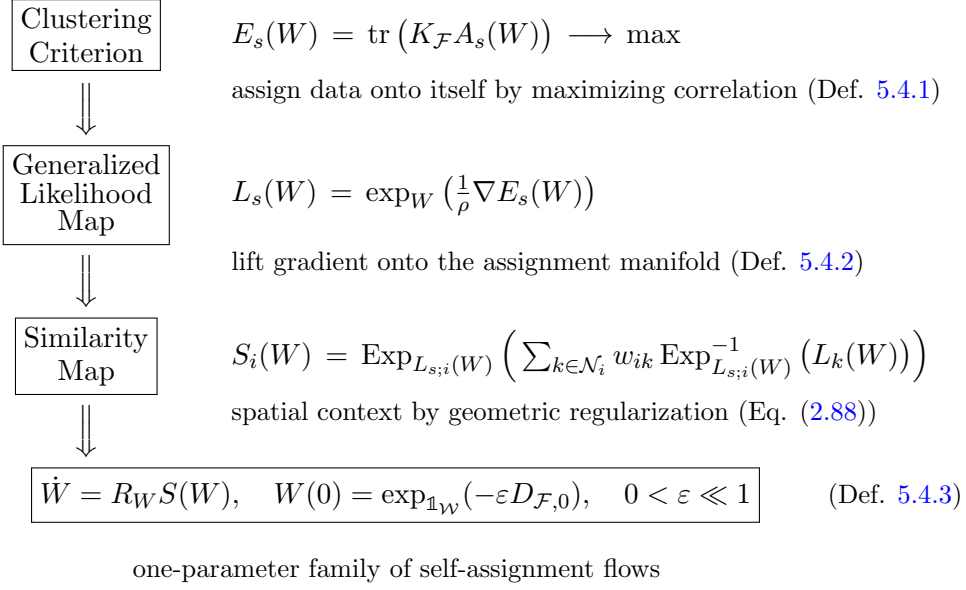 Clustering
Criterion
E_s(W) = tr (K_ℱ A_s(W)) ⟶ max
assign data onto itself by maximizing correlation (Def. 5.4.1)
⇓
Generalized
Likelihood
Map
L_s(W) = exp_W (1/ρ ∇E_s(W))
lift gradient onto the assignment manifold (Def. 5.4.2)
⇓
Similarity
Map
S_i(W) = Exp_{L_{s;i}(W)} ( ∑_{k∈𝒩_i} w_{ik} Exp^{-1}_{L_{s;i}(W)} (L_k(W)) )
spatial context by geometric regularization (Eq. (2.88))
⇓
Ẇ = R_W S(W), W(0) = exp_{𝟙_𝒲}(−εD_{ℱ,0}), 0 < ε ≪ 1 (Def. 5.4.3)
one-parameter family of self-assignment flows